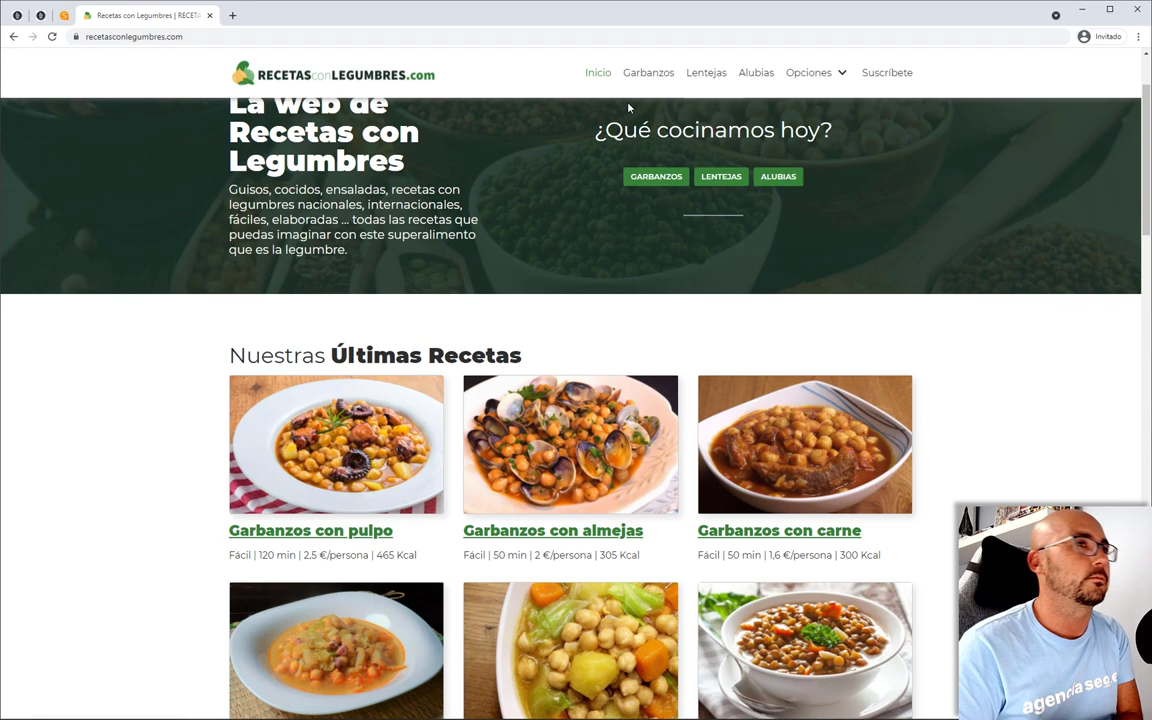 Recetas con Legumbres | RECETA
recetasconlegumbres.com
Invitado
RECETASconLEGUMBRES.com
Inicio
Garbanzos
Lentejas
Alubias
Opciones
Suscríbete
La web de
Recetas con
Legumbres
Guisos, cocidos, ensaladas, recetas con
legumbres nacionales, internacionales,
fáciles, elaboradas ... todas las recetas que
puedas imaginar con este superalimento
que es la legumbre.
¿Qué cocinamos hoy?
GARBANZOS
LENTEJAS
ALUBIAS
Nuestras Últimas Recetas
Garbanzos con pulpo
Fácil | 120 min | 2,5 €/persona | 465 Kcal
Garbanzos con almejas
Fácil | 50 min | 2 €/persona | 305 Kcal
Garbanzos con carne
Fácil | 50 min | 1,6 €/persona | 300 Kcal